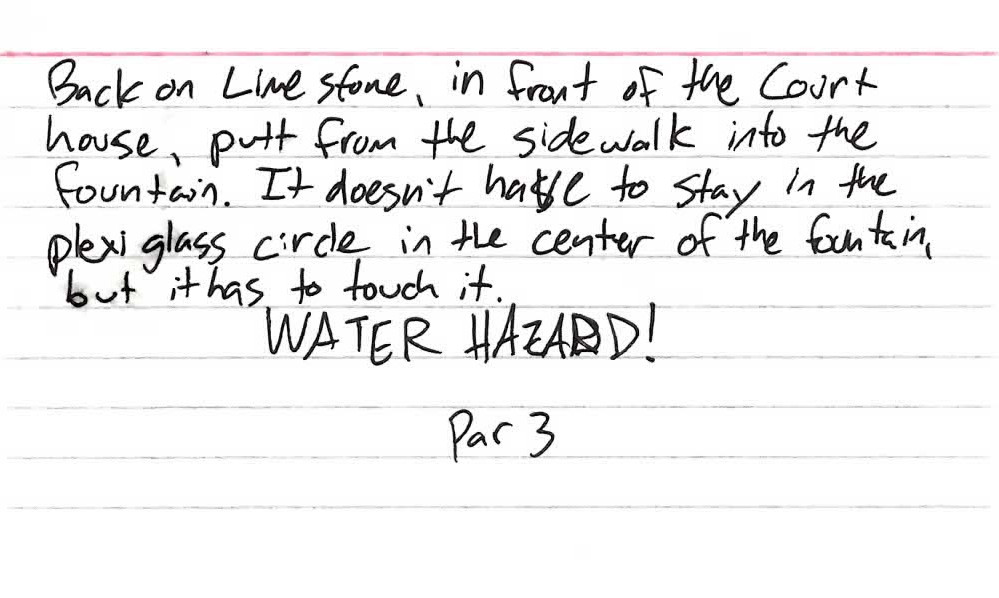 Back on Limestone, in front of the Court
house, putt from the sidewalk into the
fountain. It doesn't have to stay in the
plexiglass circle in the center of the fountain,
but it has to touch it.
WATER HAZARD!
Par 3